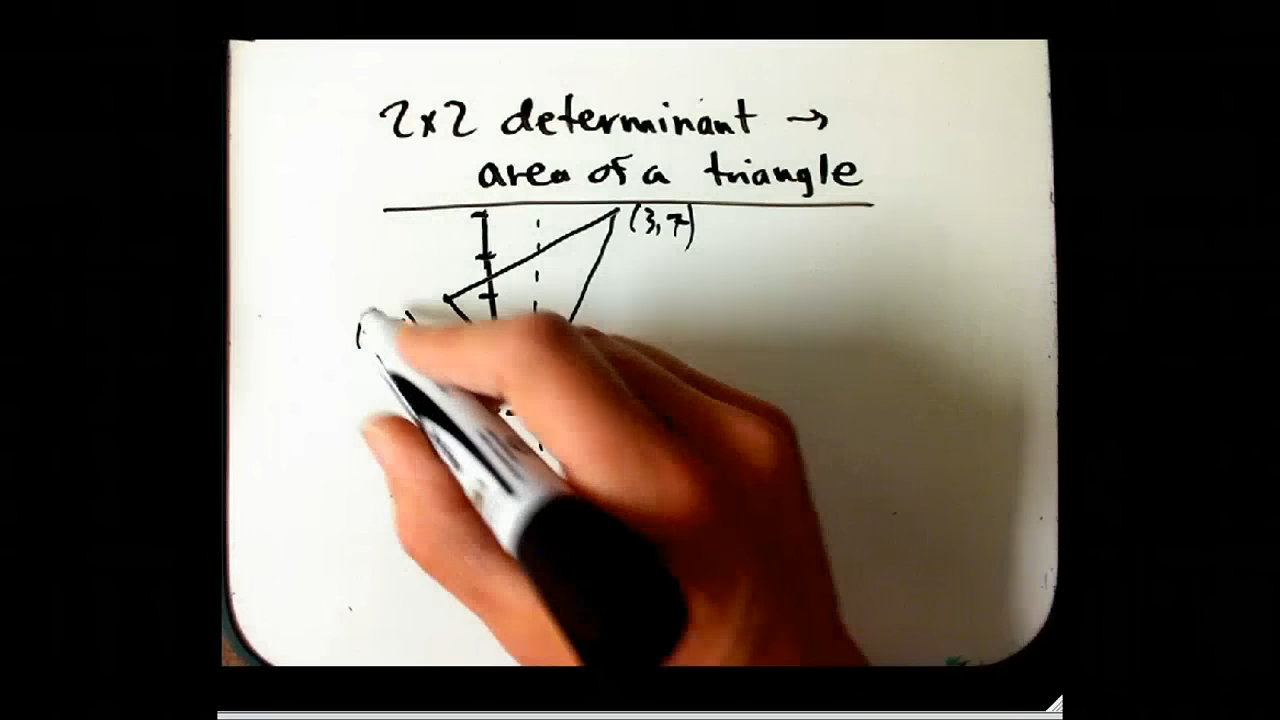 2x2 determinant →
area of a triangle
(3,7)